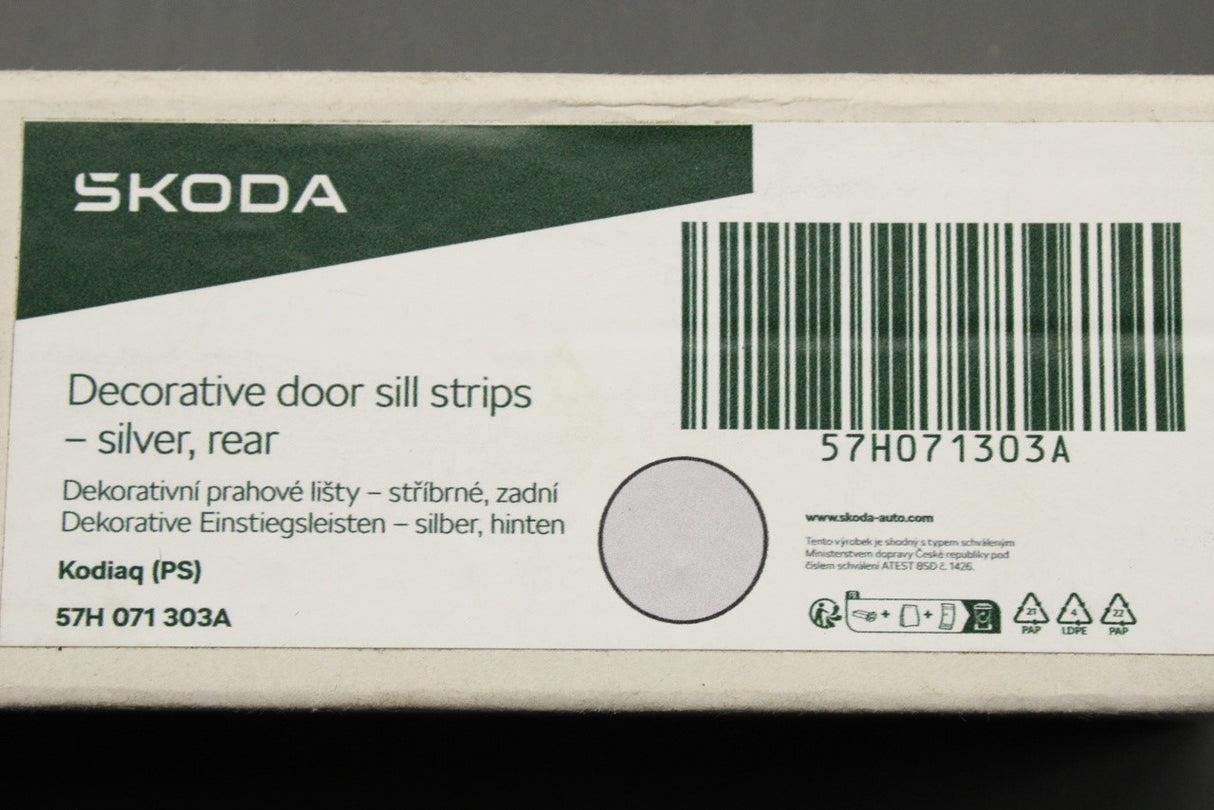 ŠKODA
Decorative door sill strips
– silver, rear
Dekorativní prahové lišty – stříbrné, zadní
Dekorative Einstiegsleisten – silber, hinten
Kodiaq (PS)
57H 071 303A
57H071303A
www.skoda-auto.com
Tento výrobek je shodný s typem schváleným
Ministerstvem dopravy České republiky pod
číslem schválení ATEST 8SD č. 1426.
FR
+ +
21
PAP
4
LDPE
22
PAP